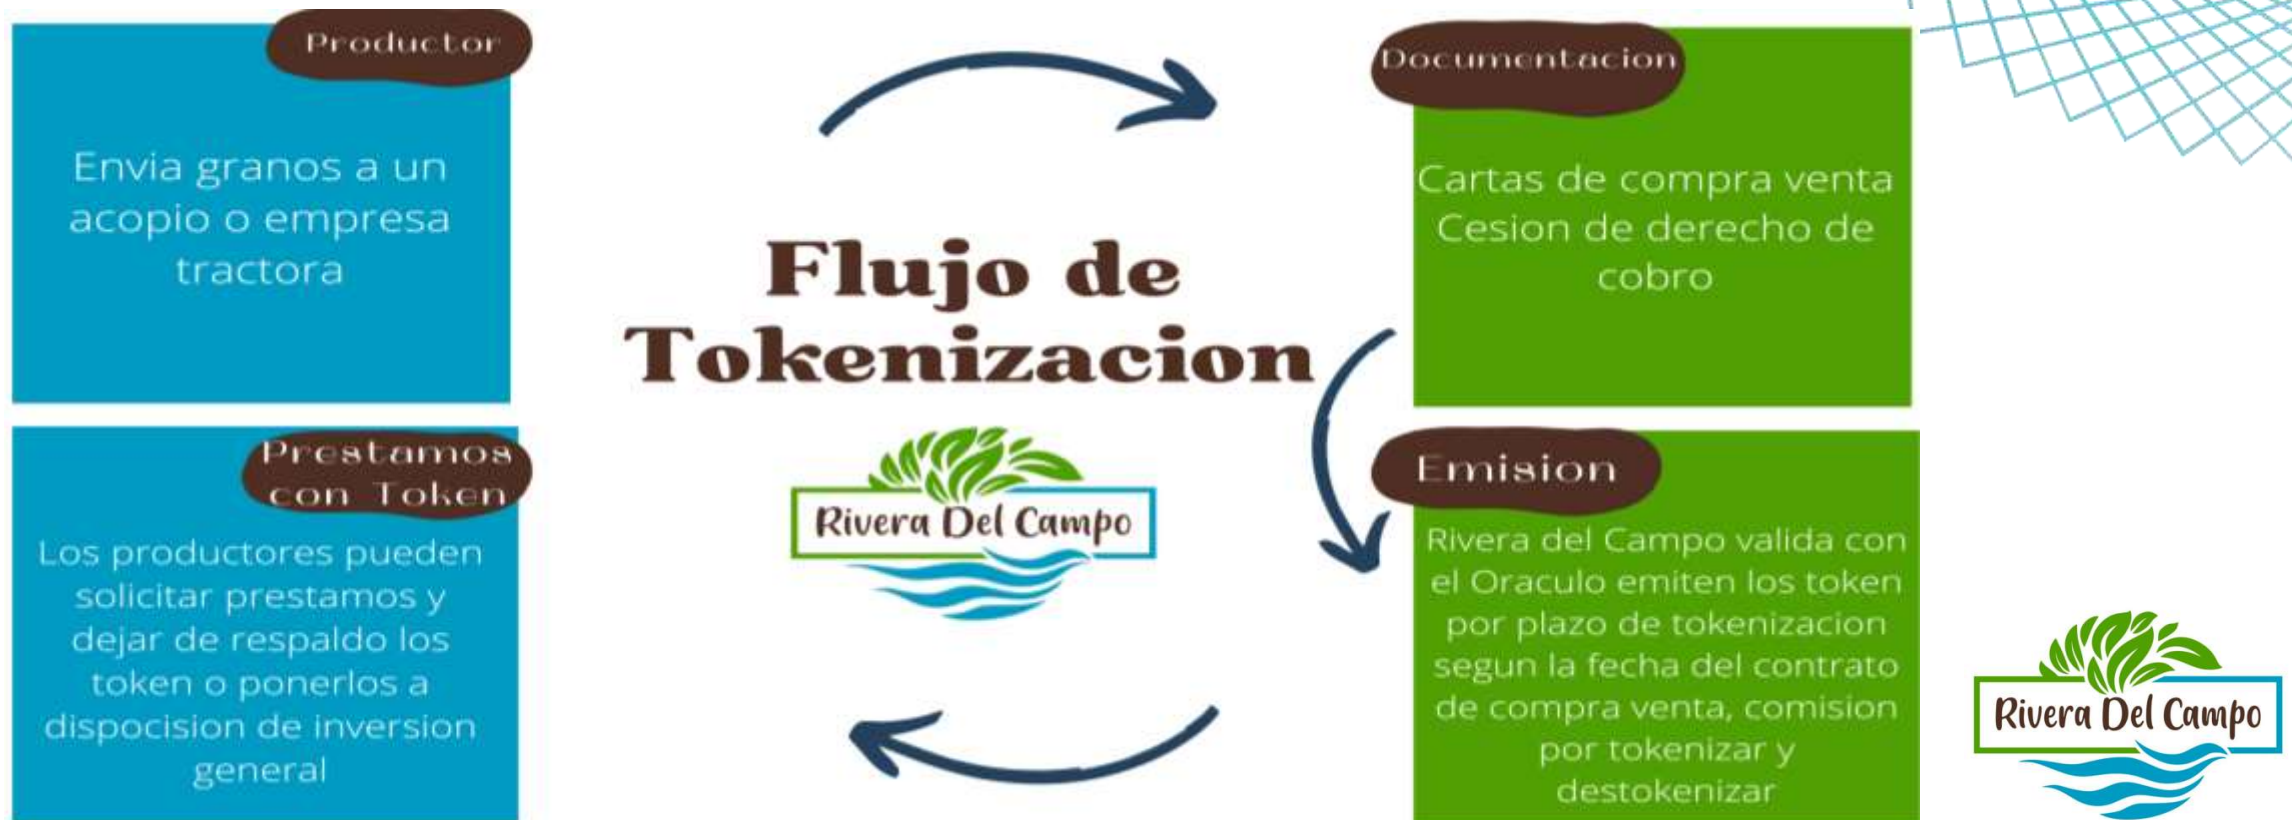 Productor
Envia granos a un
acopio o empresa
tractora
Flujo de
Tokenizacion
Rivera Del Campo
Documentacion
Cartas de compra venta
Cesion de derecho de
cobro
Emisión
Rivera del Campo valida con
el Oraculo emiten los token
por plazo de tokenizacion
segun la fecha del contrato
de compra venta, comision
por tokenizar y
destokenizar
Prestamos
con Token
Los productores pueden
solicitar prestamos y
dejar de respaldo los
token o ponerlos a
dispocision de inversion
general
Rivera Del Campo